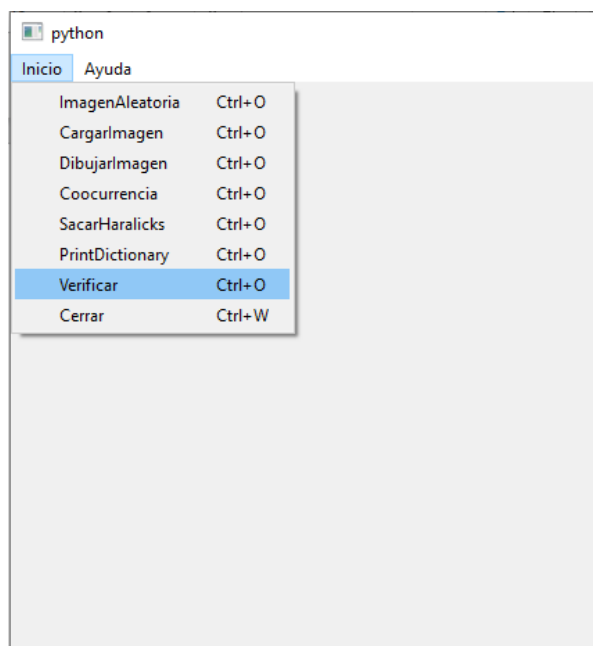 python
Inicio Ayuda
ImagenAleatoria Ctrl+O
CargarImagen Ctrl+O
DibujarImagen Ctrl+O
Coocurrencia Ctrl+O
SacarHaralicks Ctrl+O
PrintDictionary Ctrl+O
Verificar Ctrl+O
Cerrar Ctrl+W